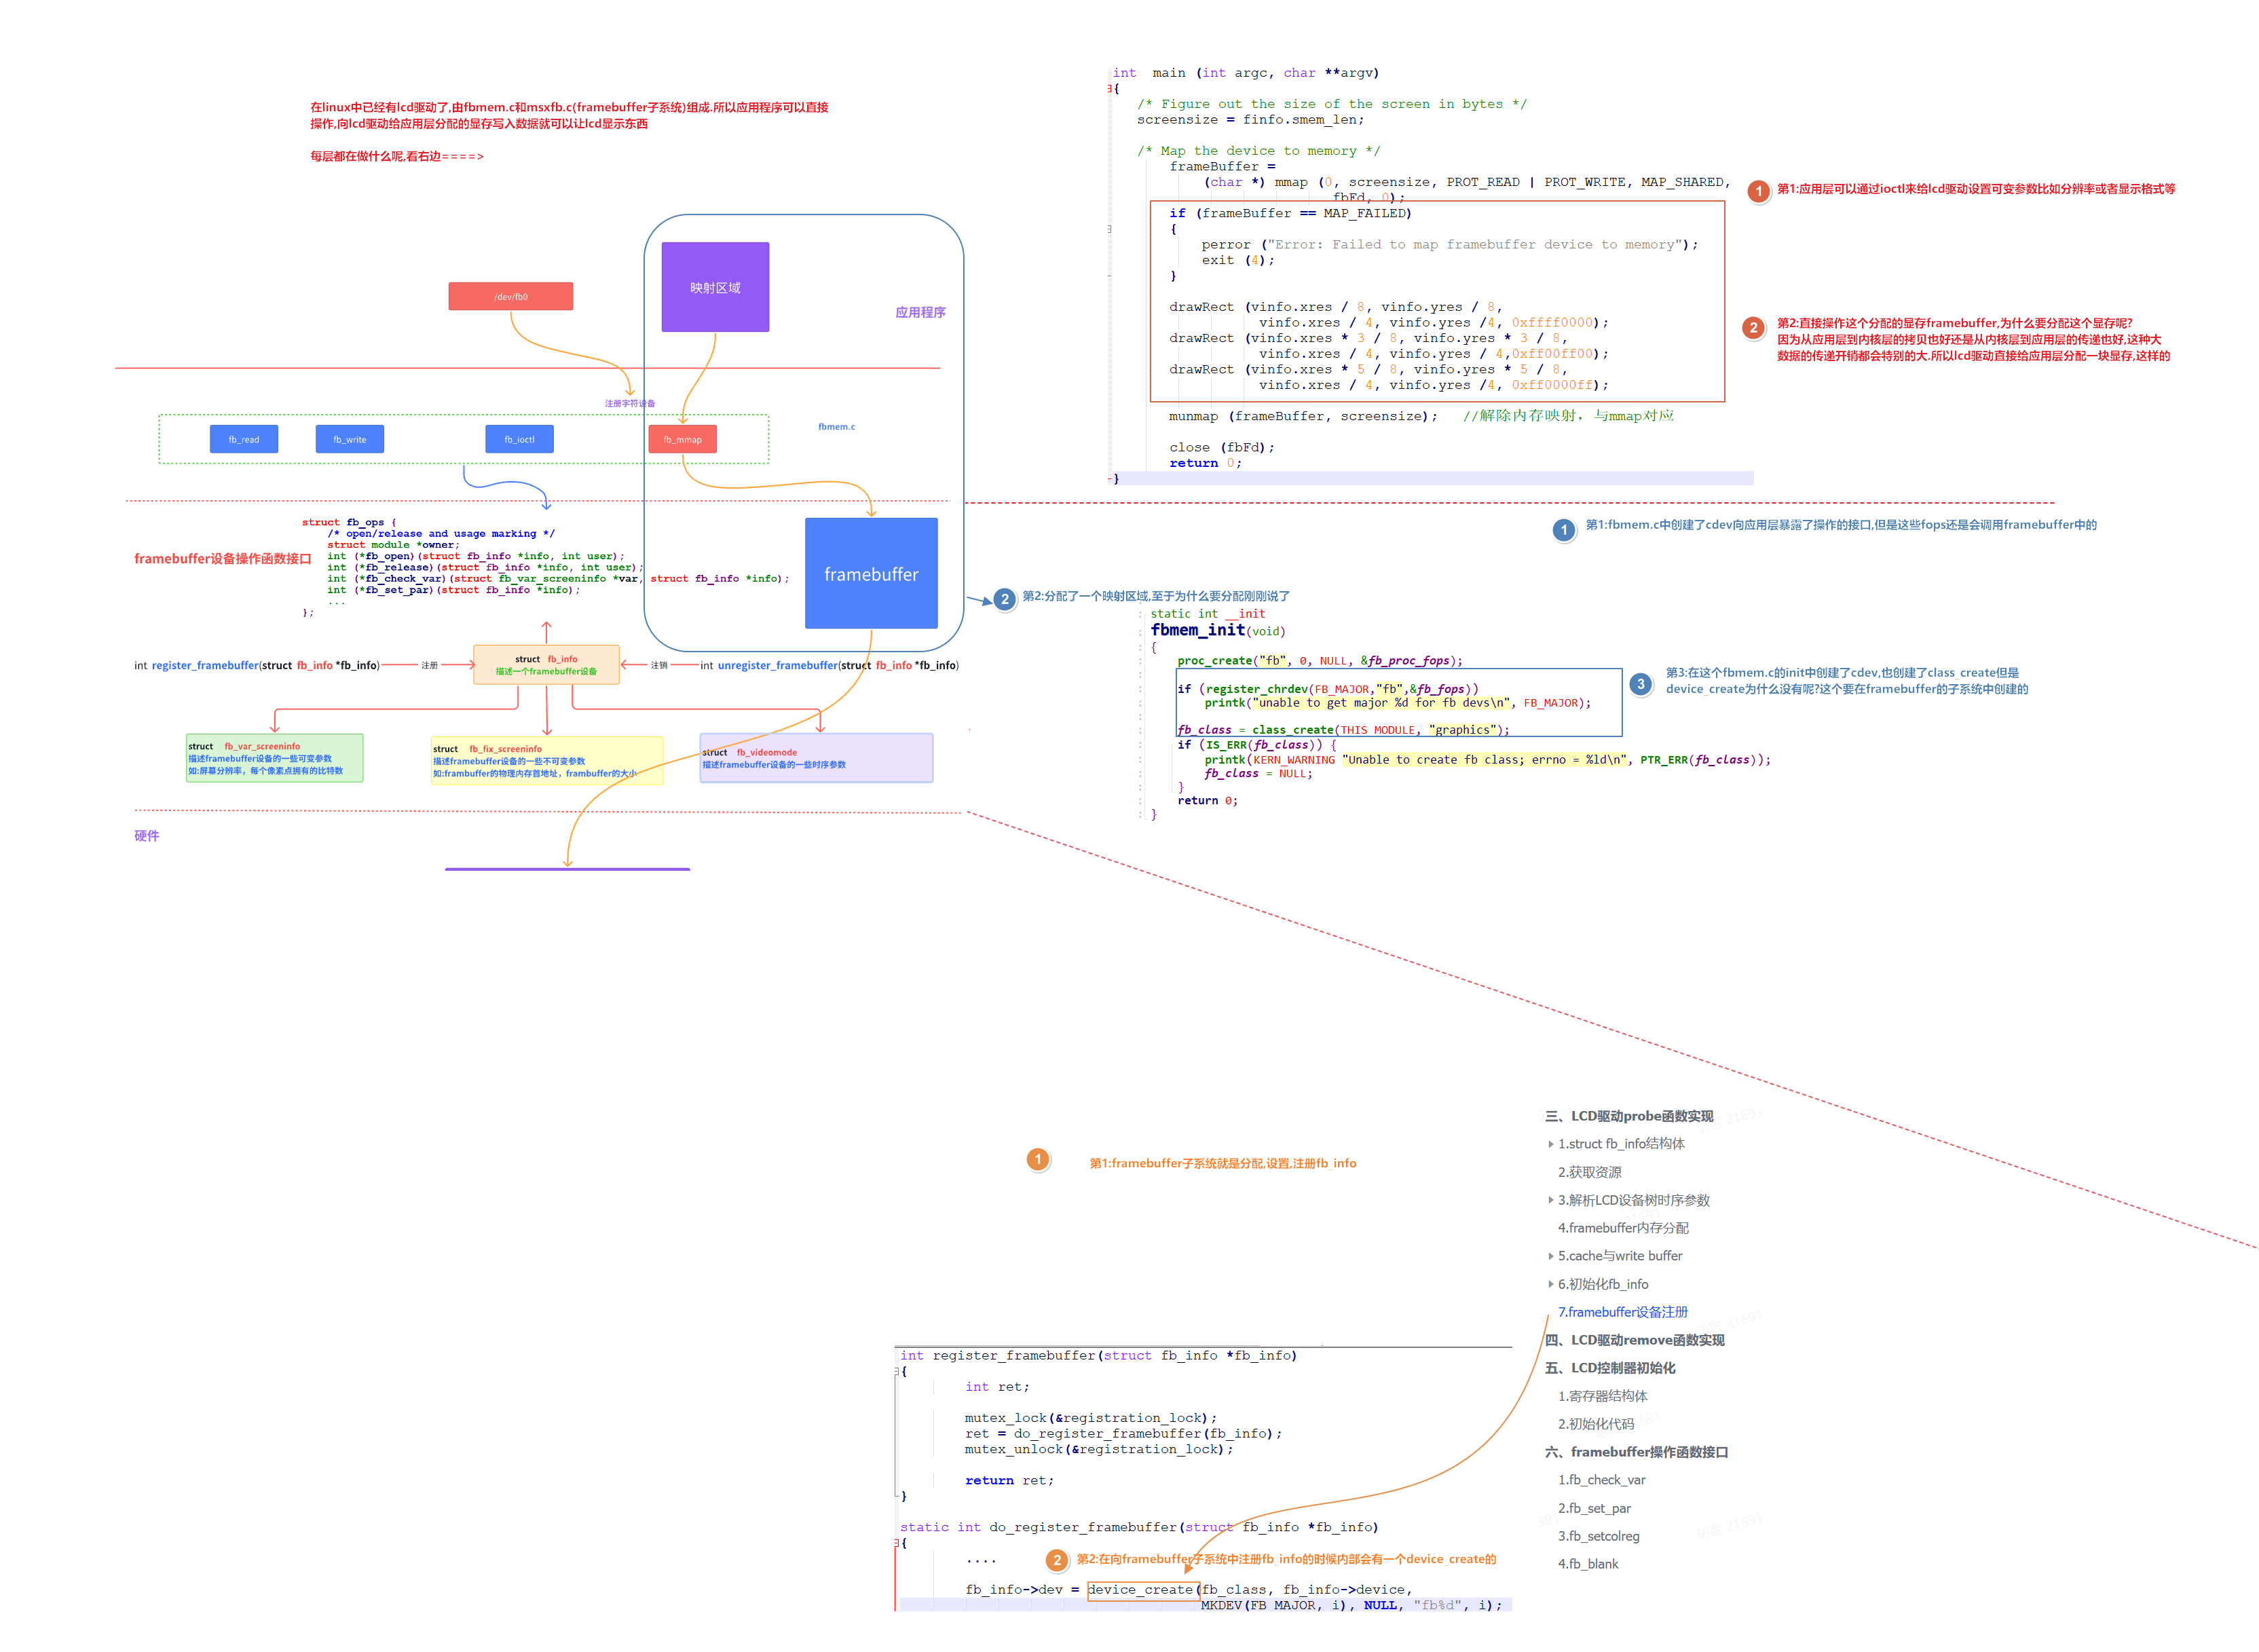 在linux中已经有lcd驱动了,由fbmem.c和msxfb.c(framebuffer子系统)组成.所以应用程序可以直接
操作,向lcd驱动给应用层分配的显存写入数据就可以让lcd显示东西
每层都在做什么呢,看右边====>
映射区域
/dev/fb0
应用程序
注册字符设备
fb_read
fb_write
fb_ioctl
fb_mmap
fbmem.c
framebuffer设备操作函数接口
struct fb_ops {
/* open/release and usage marking */
struct module *owner;
int (*fb_open)(struct fb_info *info, int user);
int (*fb_release)(struct fb_info *info, int user);
int (*fb_check_var)(struct fb_var_screeninfo *var, struct fb_info *info);
int (*fb_set_par)(struct fb_info *info);
...
};
framebuffer
int register_framebuffer(struct fb_info *fb_info)
注册
struct fb_info
描述一个framebuffer设备
注销
int unregister_framebuffer(struct fb_info *fb_info)
struct fb_var_screeninfo
描述framebuffer设备的一些可变参数
如:屏幕分辨率，每个像素点拥有的比特数
struct fb_fix_screeninfo
描述framebuffer设备的一些不可变参数
如:frambuffer的物理内存首地址，frambuffer的大小
struct fb_videomode
描述framebuffer设备的一些时序参数
硬件
int main (int argc, char **argv)
{
/* Figure out the size of the screen in bytes */
screensize = finfo.smem_len;
/* Map the device to memory */
frameBuffer =
(char *) mmap (0, screensize, PROT_READ | PROT_WRITE, MAP_SHARED,
fbFd, 0);
if (frameBuffer == MAP_FAILED)
{
perror ("Error: Failed to map framebuffer device to memory");
exit (4);
}
drawRect (vinfo.xres / 8, vinfo.yres / 8,
vinfo.xres / 4, vinfo.yres /4, 0xffff0000);
drawRect (vinfo.xres * 3 / 8, vinfo.yres * 3 / 8,
vinfo.xres / 4, vinfo.yres / 4,0xff00ff00);
drawRect (vinfo.xres * 5 / 8, vinfo.yres * 5 / 8,
vinfo.xres / 4, vinfo.yres /4, 0xff0000ff);
munmap (frameBuffer, screensize); //解除内存映射，与mmap对应
close (fbFd);
return 0;
}
1 第1:应用层可以通过ioctl来给lcd驱动设置可变参数比如分辨率或者显示格式等
2 第2:直接操作这个分配的显存framebuffer,为什么要分配这个显存呢?
因为从应用层到内核层的拷贝也好还是从内核层到应用层的传递也好,这种大
数据的传递开销都会特别的大.所以lcd驱动直接给应用层分配一块显存,这样的
1 第1:fbmem.c中创建了cdev向应用层暴露了操作的接口,但是这些fops还是会调用framebuffer中的
2 第2:分配了一个映射区域,至于为什么要分配刚刚说了
static int __init
fbmem_init(void)
{
proc_create("fb", 0, NULL, &fb_proc_fops);
if (register_chrdev(FB_MAJOR,"fb",&fb_fops))
printk("unable to get major %d for fb devs\n", FB_MAJOR);
fb_class = class_create(THIS_MODULE, "graphics");
if (IS_ERR(fb_class)) {
printk(KERN_WARNING "Unable to create fb class; errno = %ld\n", PTR_ERR(fb_class));
fb_class = NULL;
}
return 0;
}
3 第3:在这个fbmem.c的init中创建了cdev,也创建了class_create但是
device_create为什么没有呢?这个要在framebuffer的子系统中创建的
1 第1:framebuffer子系统就是分配,设置,注册fb_info
三、LCD驱动probe函数实现
1.struct fb_info结构体
2.获取资源
3.解析LCD设备树时序参数
4.framebuffer内存分配
5.cache与write buffer
6.初始化fb_info
7.framebuffer设备注册
四、LCD驱动remove函数实现
五、LCD控制器初始化
1.寄存器结构体
2.初始化代码
六、framebuffer操作函数接口
1.fb_check_var
2.fb_set_par
3.fb_setcolreg
4.fb_blank
int register_framebuffer(struct fb_info *fb_info)
{
int ret;
mutex_lock(&registration_lock);
ret = do_register_framebuffer(fb_info);
mutex_unlock(&registration_lock);
return ret;
}
static int do_register_framebuffer(struct fb_info *fb_info)
{
....
2 第2:在向framebuffer子系统中注册fb_info的时候内部会有一个device_create的
fb_info->dev = device_create(fb_class, fb_info->device,
MKDEV(FB_MAJOR, i), NULL, "fb%d", i);